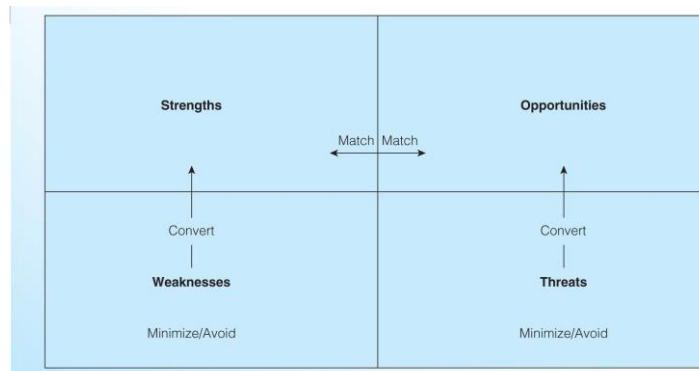 Strengths
Opportunities
Match Match
Convert
Convert
Weaknesses
Threats
Minimize/Avoid
Minimize/Avoid